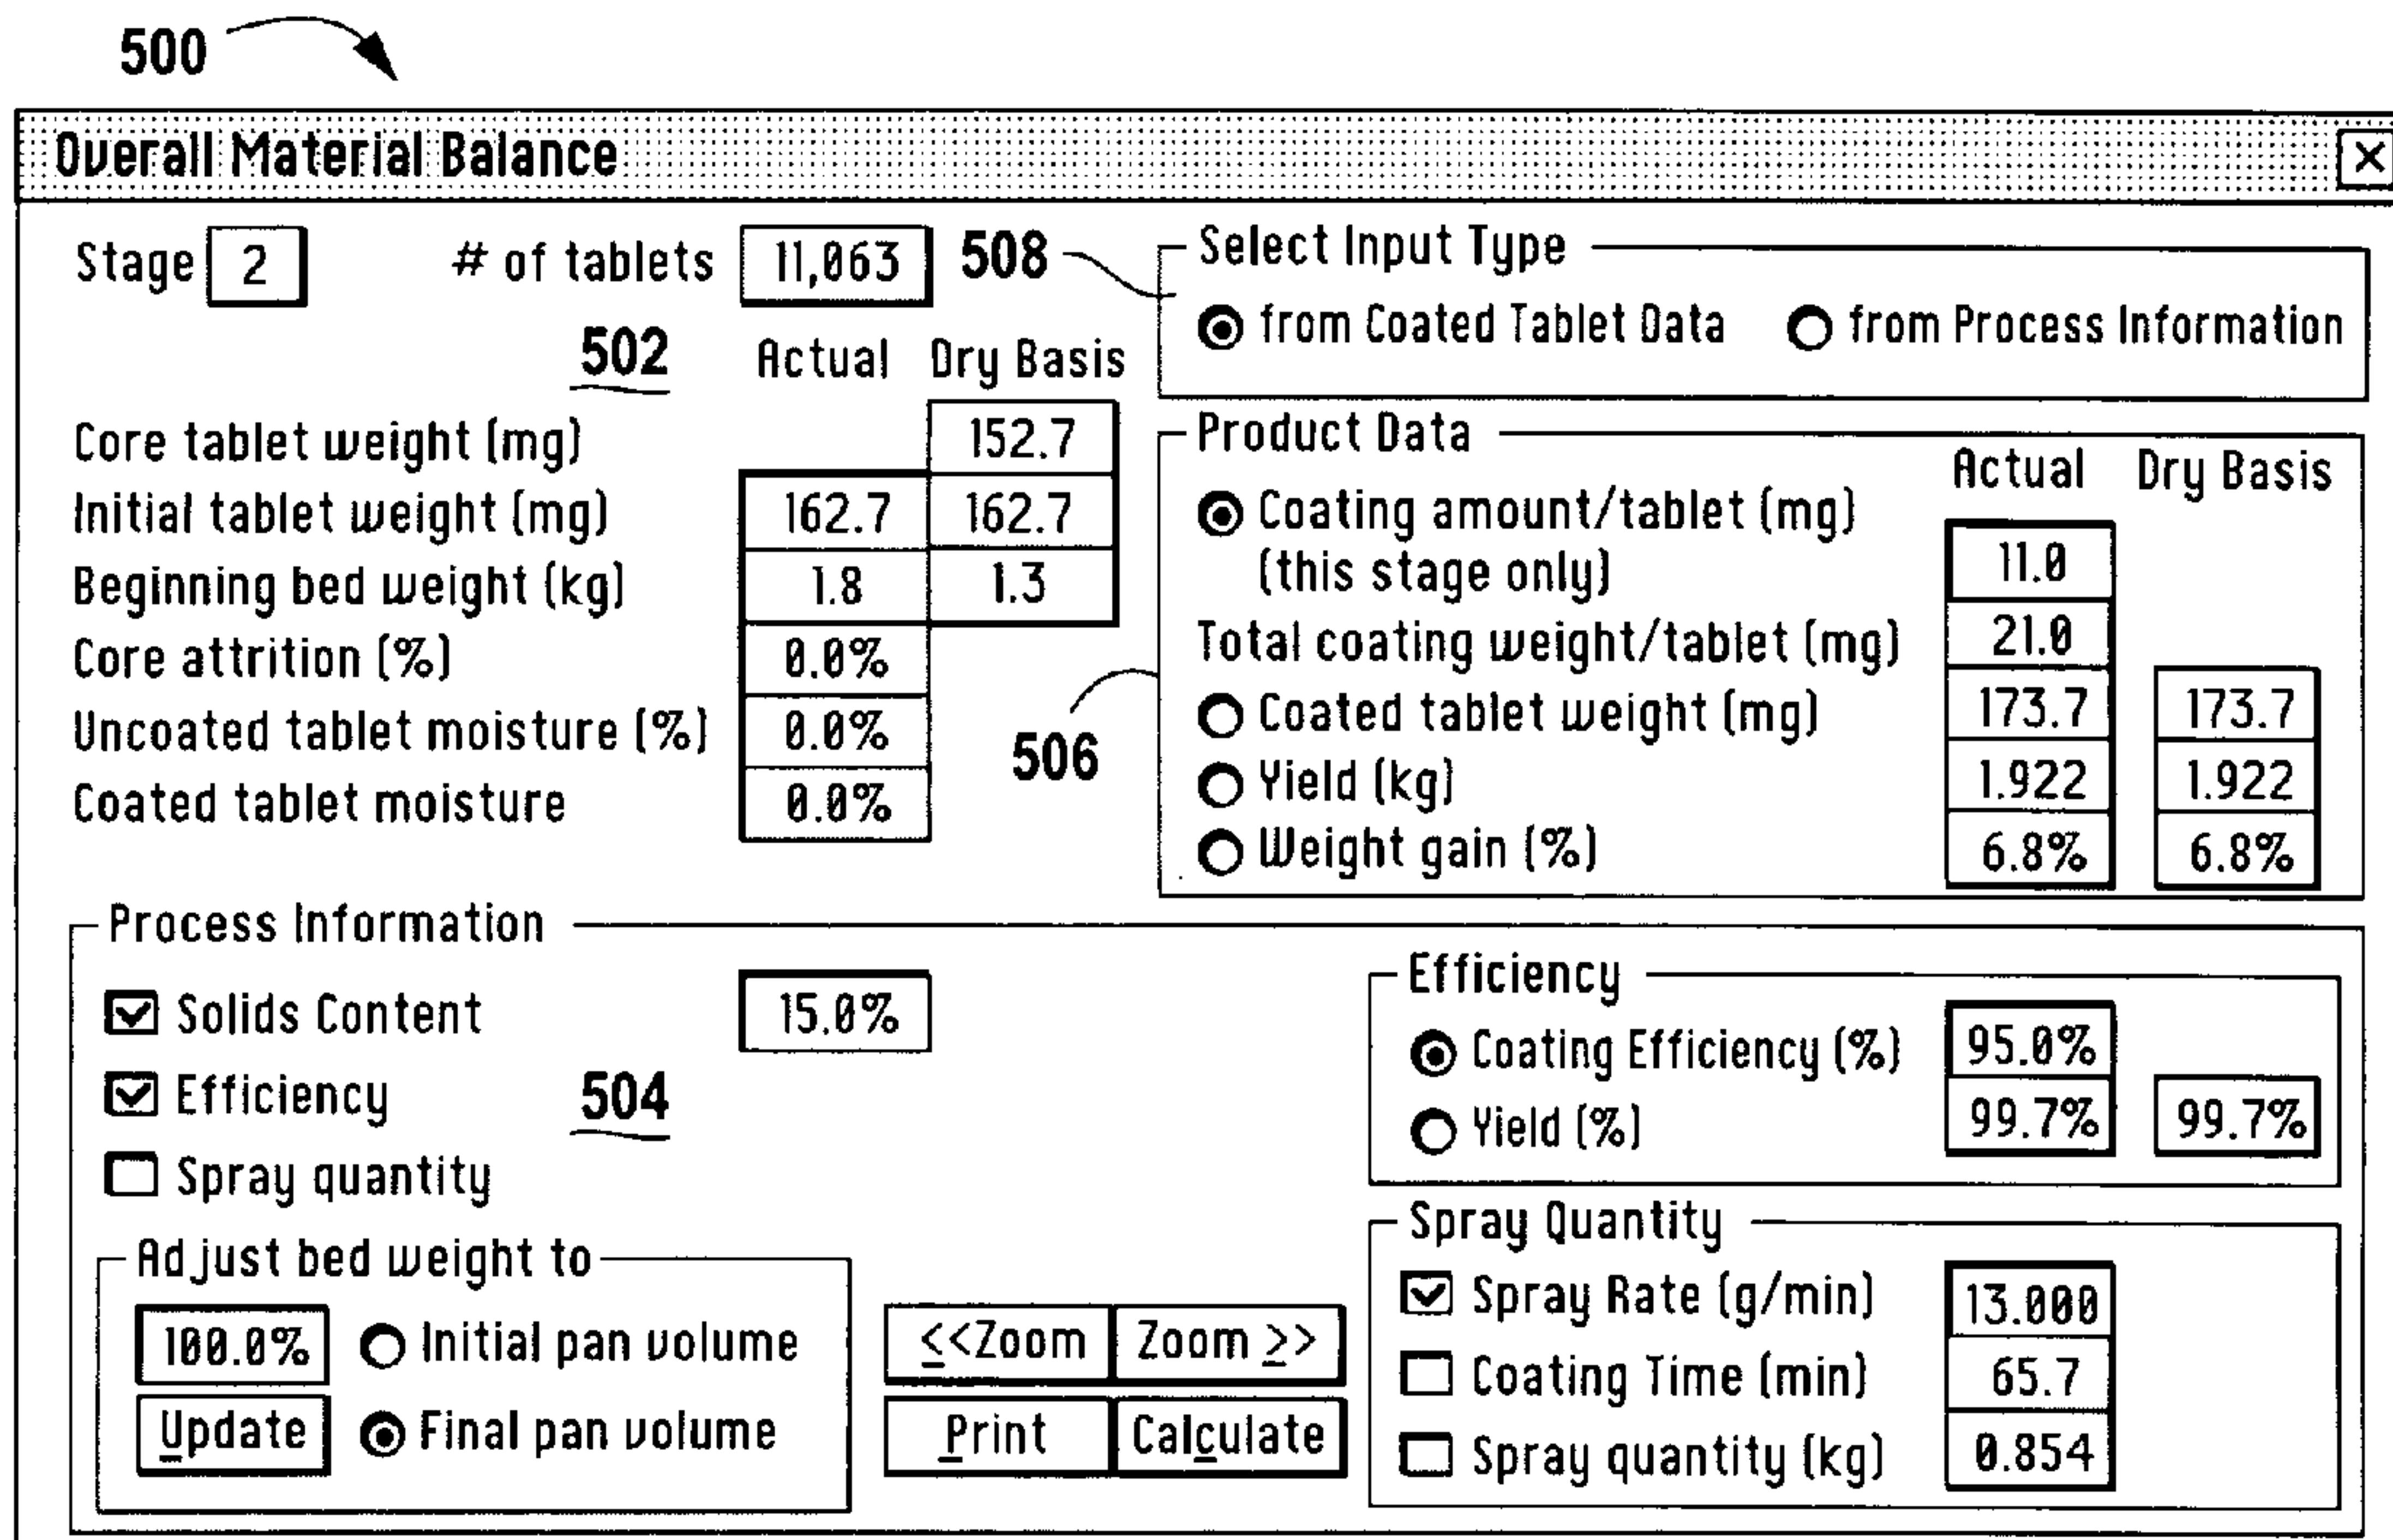 500
Overall Material Balance
Stage 2 # of tablets 11,063 508
Select Input Type
from Coated Tablet Data from Process Information
502 Actual Dry Basis
Core tablet weight (mg) 152.7
Initial tablet weight (mg) 162.7 162.7
Beginning bed weight (kg) 1.8 1.3
Core attrition (%) 0.0%
Uncoated tablet moisture (%) 0.0%
Coated tablet moisture 0.0%
506
Product Data
Actual Dry Basis
Coating amount/tablet (mg)
(this stage only) 11.0
Total coating weight/tablet (mg) 21.0
Coated tablet weight (mg) 173.7 173.7
Yield (kg) 1.922 1.922
Weight gain (%) 6.8% 6.8%
Process Information
Solids Content 15.0%
Efficiency 504
Spray quantity
Efficiency
Coating Efficiency (%) 95.0%
Yield (%) 99.7% 99.7%
Adjust bed weight to
100.0% Initial pan volume
Update Final pan volume
<<Zoom Zoom >>
Print Calculate
Spray Quantity
Spray Rate (g/min) 13.000
Coating Time (min) 65.7
Spray quantity (kg) 0.854